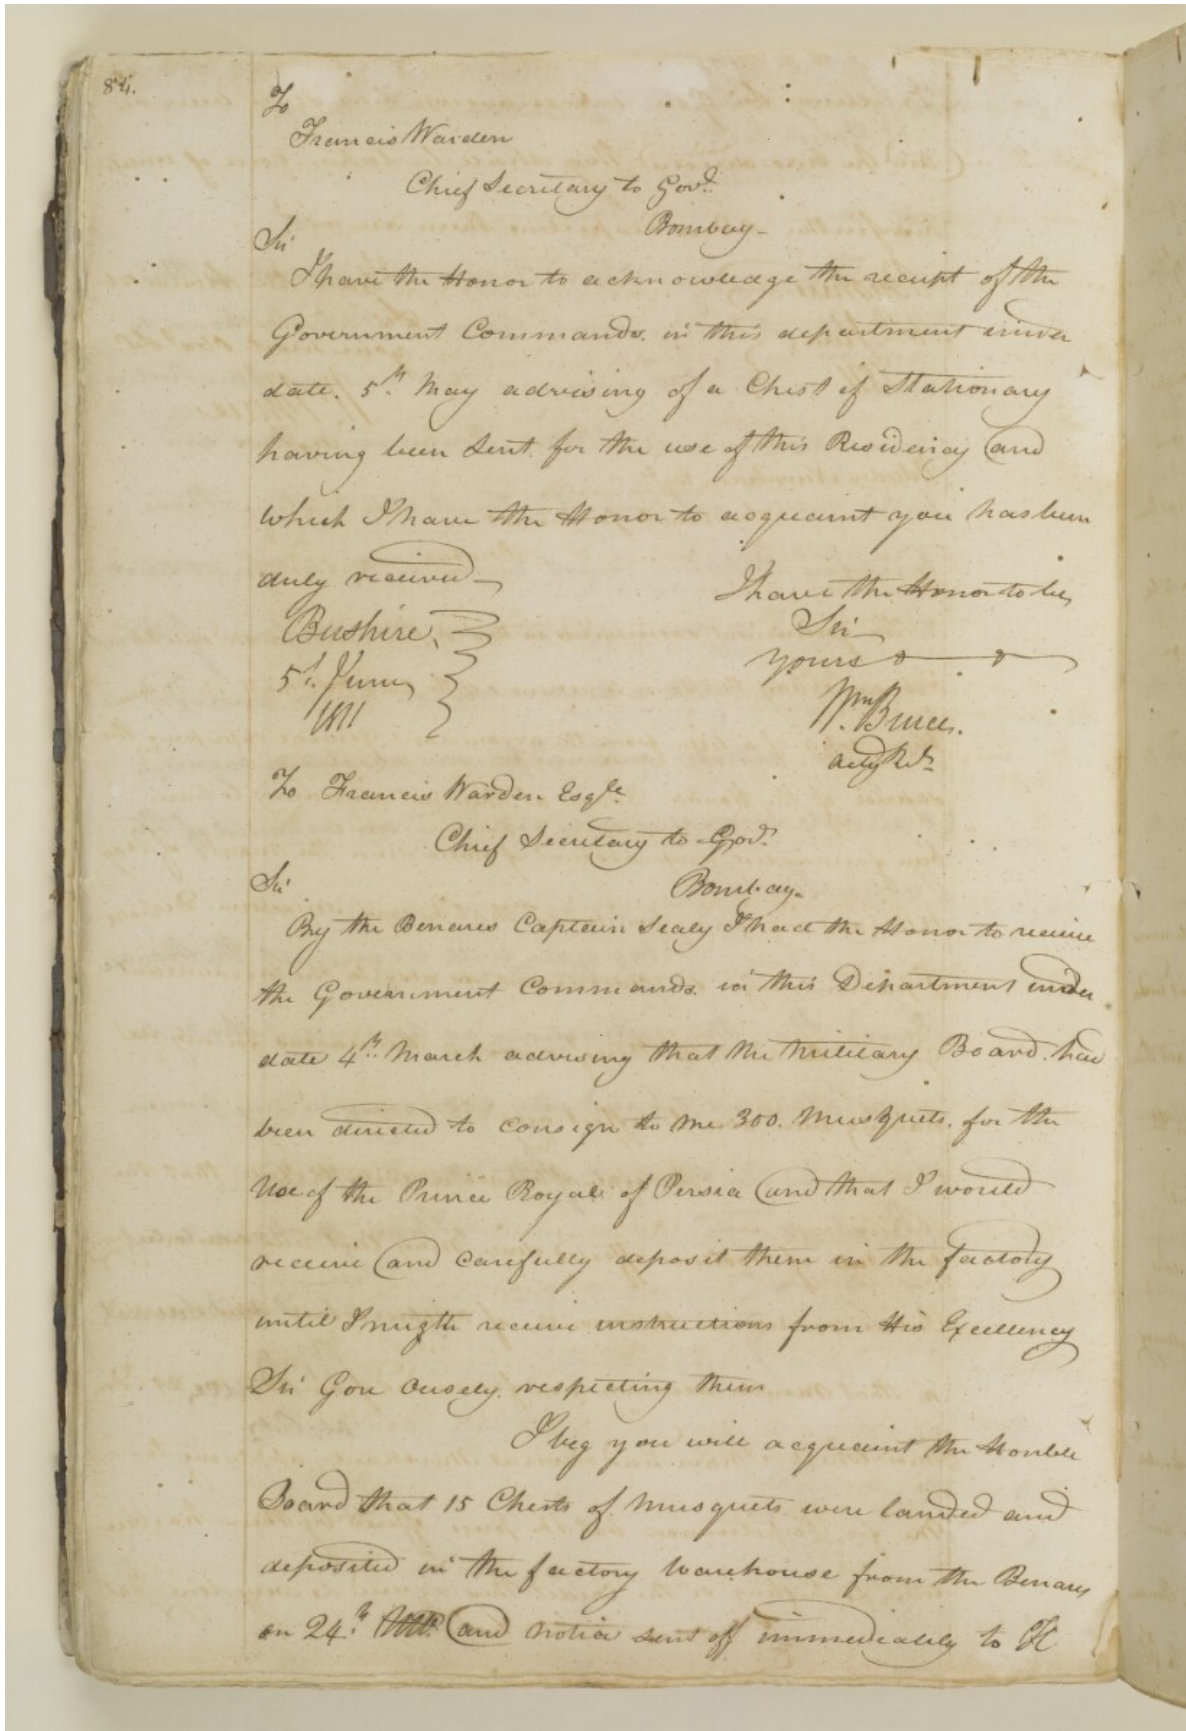 84.
To
Francis Warden
Chief Secretary to Govt.
Bombay -
Sir
I have the Honor to acknowledge the receipt of the
Government Commands in this department under
date 5th. May advising of a Chest of Stationary
having been sent for the use of this Residency and
which I have the Honor to acquaint you has been
duly received -
I have the Honor to be,
Sir
yours
Bushire,
5th. June
1811
Wm. Bruce.
Actg Rest.
To Francis Warden Esqre.
Chief Secretary to Govt.
Sir
Bombay -
By the Benares Captain Sealy I had the Honor to receive
the Government Commands in this Department under
date 4th. March advising that the Military Board had
been directed to consign to me 300. Musquets. for the
Use of the Prince Royal of Persia and that I would
receive and carefully deposit them in the factory
until I migth receive instructions from His Excellency
Sir Gore Ousely respecting them
I beg you will acquaint the Honble
Board that 15 Chests of Musquets were landed and
deposited in the factory Warehouse from the Benares
on 24th. and notice sent off immediately to H